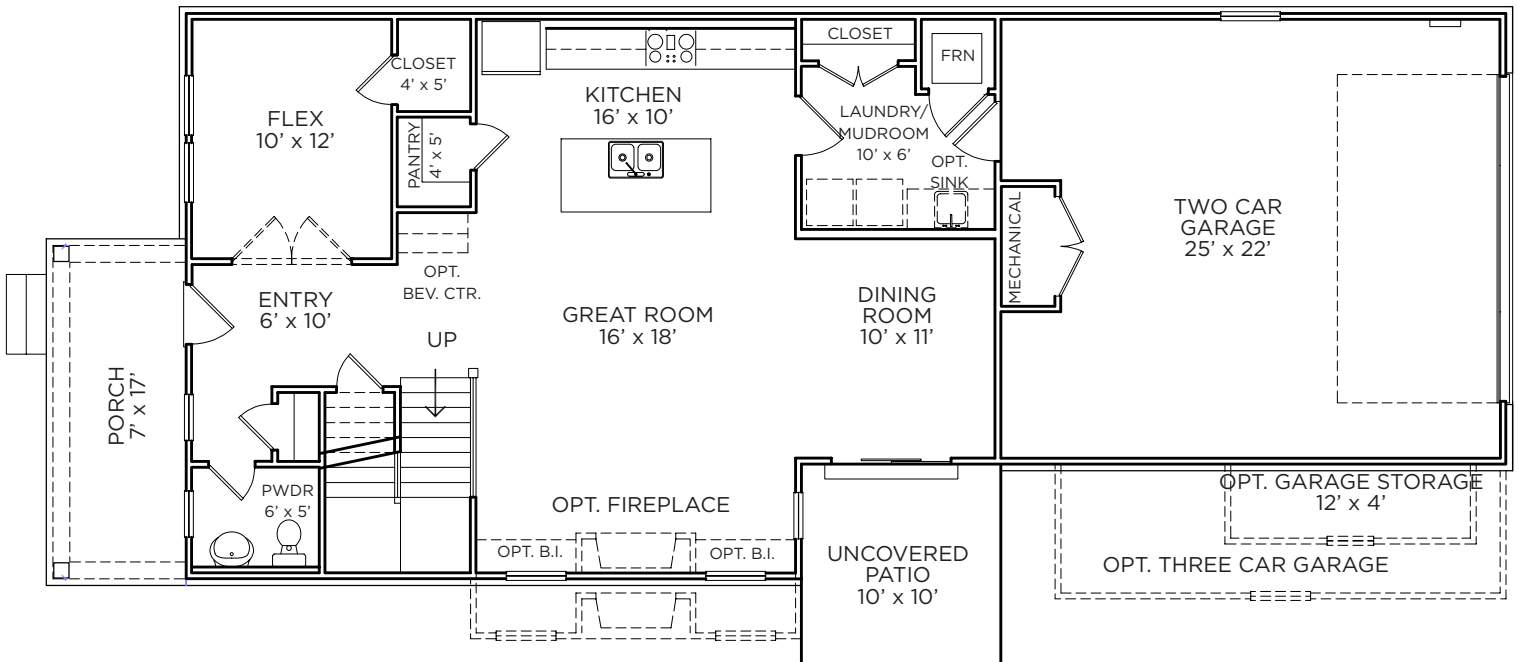 FLEX
10’ x 12’
CLOSET
4’ x 5’
PANTRY
4’ x 5’
KITCHEN
16’ x 10’
CLOSET
FRN
LAUNDRY/
MUDROOM
10’ x 6’
OPT.
SINK
MECHANICAL
TWO CAR
GARAGE
25’ x 22’
OPT.
BEV. CTR.
ENTRY
6’ x 10’
UP
GREAT ROOM
16’ x 18’
DINING
ROOM
10’ x 11’
PORCH
7’ x 17’
PWDR
6’ x 5’
OPT. FIREPLACE
OPT. B.I.
OPT. B.I.
UNCOVERED
PATIO
10’ x 10’
OPT. GARAGE STORAGE
12’ x 4’
OPT. THREE CAR GARAGE